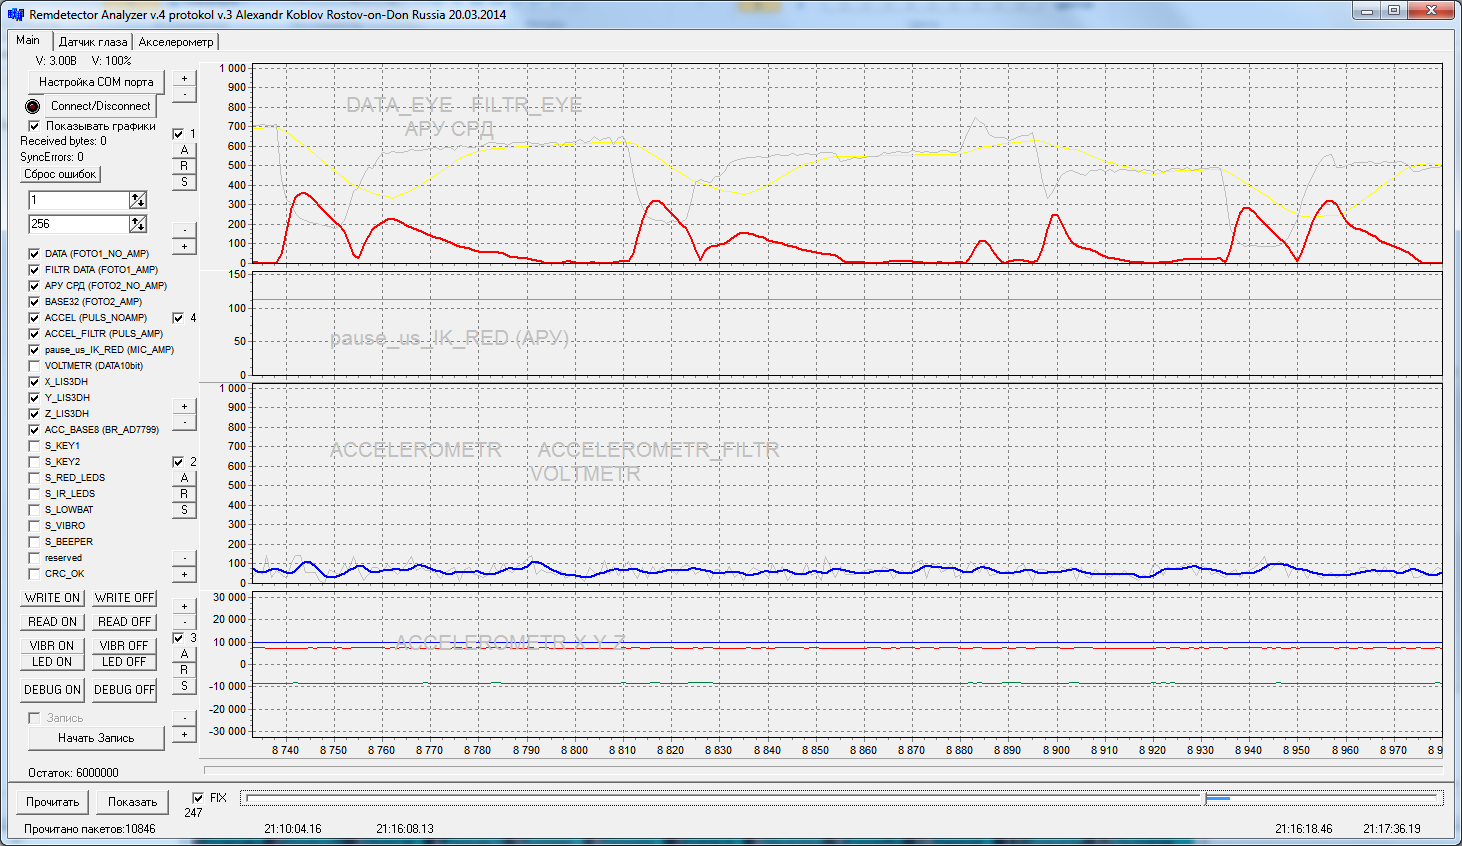 Remdetector Analyzer v.4 protokol v.3 Alexandr Koblov Rostov-on-Don Russia 20.03.2014
Main Датчик глаза Акселерометр
V: 3.00В V: 100%
Настройка COM порта
Connect/Disconnect
Показывать графики
Received bytes: 0
SyncErrors: 0
Сброс ошибок
1
256
DATA (FOTO1_NO_AMP)
FILTR DATA (FOTO1_AMP)
АРУ СРД (FOTO2_NO_AMP)
BASE32 (FOTO2_AMP)
ACCEL (PULS_NOAMP)
ACCEL_FILTR (PULS_AMP)
pause_us_IK_RED (MIC_AMP)
VOLTMETR (DATA10bit)
X_LIS3DH
Y_LIS3DH
Z_LIS3DH
ACC_BASE8 (BR_AD7799)
S_KEY1
S_KEY2
S_RED_LEDS
S_IR_LEDS
S_LOWBAT
S_VIBRO
S_BEEPER
reserved
CRC_OK
WRITE ON WRITE OFF
READ ON READ OFF
VIBR ON VIBR OFF
LED ON LED OFF
DEBUG ON DEBUG OFF
Запись
Начать Запись
Остаток: 6000000
+
-
1
A
R
S
-
+
4
+
-
2
A
R
S
-
+
+
-
3
A
R
S
-
+
1 000
900
800
700
600
500
400
300
200
100
0
DATA_EYE FILTR_EYE
АРУ СРД
150
100
50
0
pause_us_IK_RED (АРУ)
1 000
900
800
700
600
500
400
300
200
100
0
ACCELEROMETR ACCELEROMETR_FILTR
VOLTMETR
30 000
20 000
10 000
0
-10 000
-20 000
-30 000
ACCELEROMETR X Y Z
8 740 8 750 8 760 8 770 8 780 8 790 8 800 8 810 8 820 8 830 8 840 8 850 8 860 8 870 8 880 8 890 8 900 8 910 8 920 8 930 8 940 8 950 8 960 8 970 8 9
Прочитать Показать FIX
247
Прочитано пакетов:10846 21:10:04.16 21:16:08.13 21:16:18.46 21:17:36.19